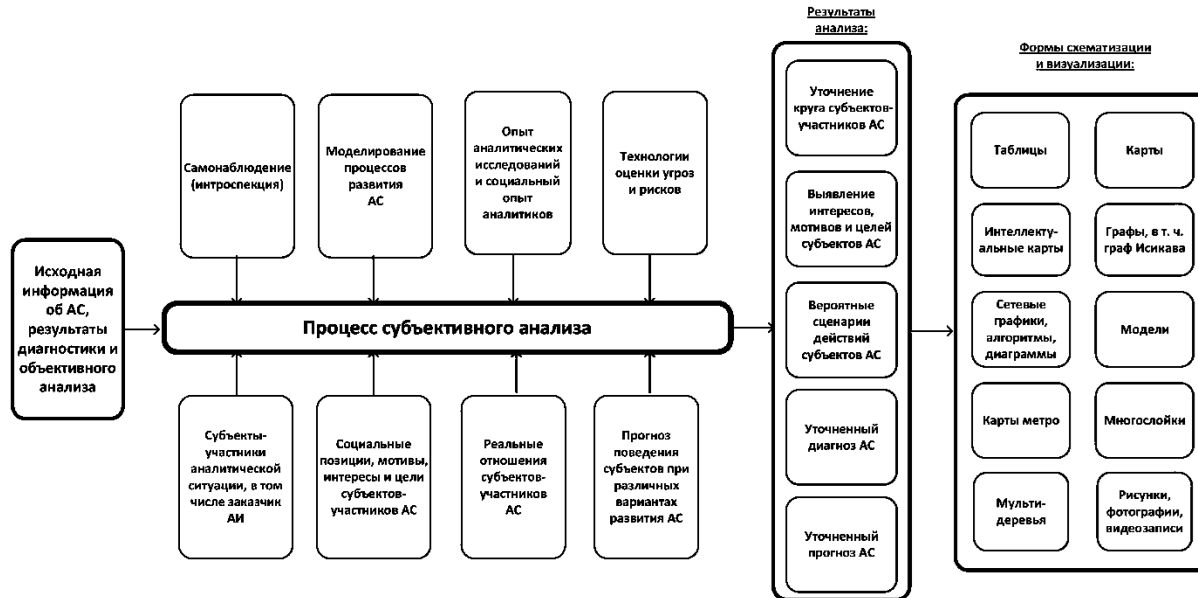 Исходная
информация
об АС,
результаты
диагностики и
объективного
анализа
Самонаблюдение
(интроспекция)
Моделирование
процессов
развития
АС
Опыт
аналитических
исследований
и социальный
опыт
аналитиков
Технологии
оценки угроз
и рисков
Процесс субъективного анализа
Субъекты-
участники
аналитической
ситуации, в том
числе заказчик
АИ
Социальные
позиции, мотивы,
интересы и цели
субъектов-
участников АС
Реальные
отношения
субъектов-
участников
АС
Прогноз
поведения
субъектов при
различных
вариантах
развития АС
Результаты
анализа:
Уточнение
круга субъектов-
участников АС
Выявление
интересов,
мотивов и целей
субъектов АС
Вероятные
сценарии
действий
субъектов АС
Уточненный
диагноз АС
Уточненный
прогноз АС
Формы схематизации
и визуализации:
Таблицы
Карты
Интеллекту-
альные карты
Графы, в т. ч.
граф Исикава
Сетевые
графики,
алгоритмы,
диаграммы
Модели
Карты метро
Многослойки
Мульти-
деревья
Рисунки,
фотографии,
видеозаписи